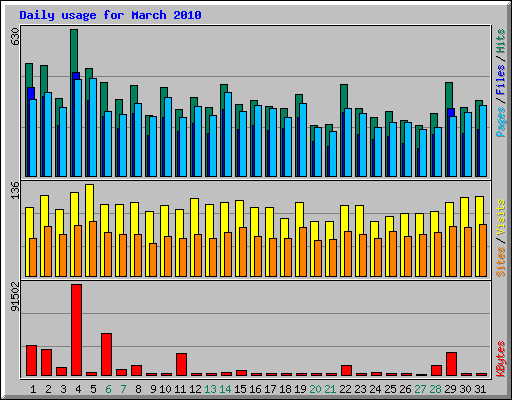 Daily usage for March 2010
630
Pages / Files / Hits
136
Sites / Visits
91502
KBytes
1 2 3 4 5 6 7 8 9 10 11 12 13 14 15 16 17 18 19 20 21 22 23 24 25 26 27 28 29 30 31